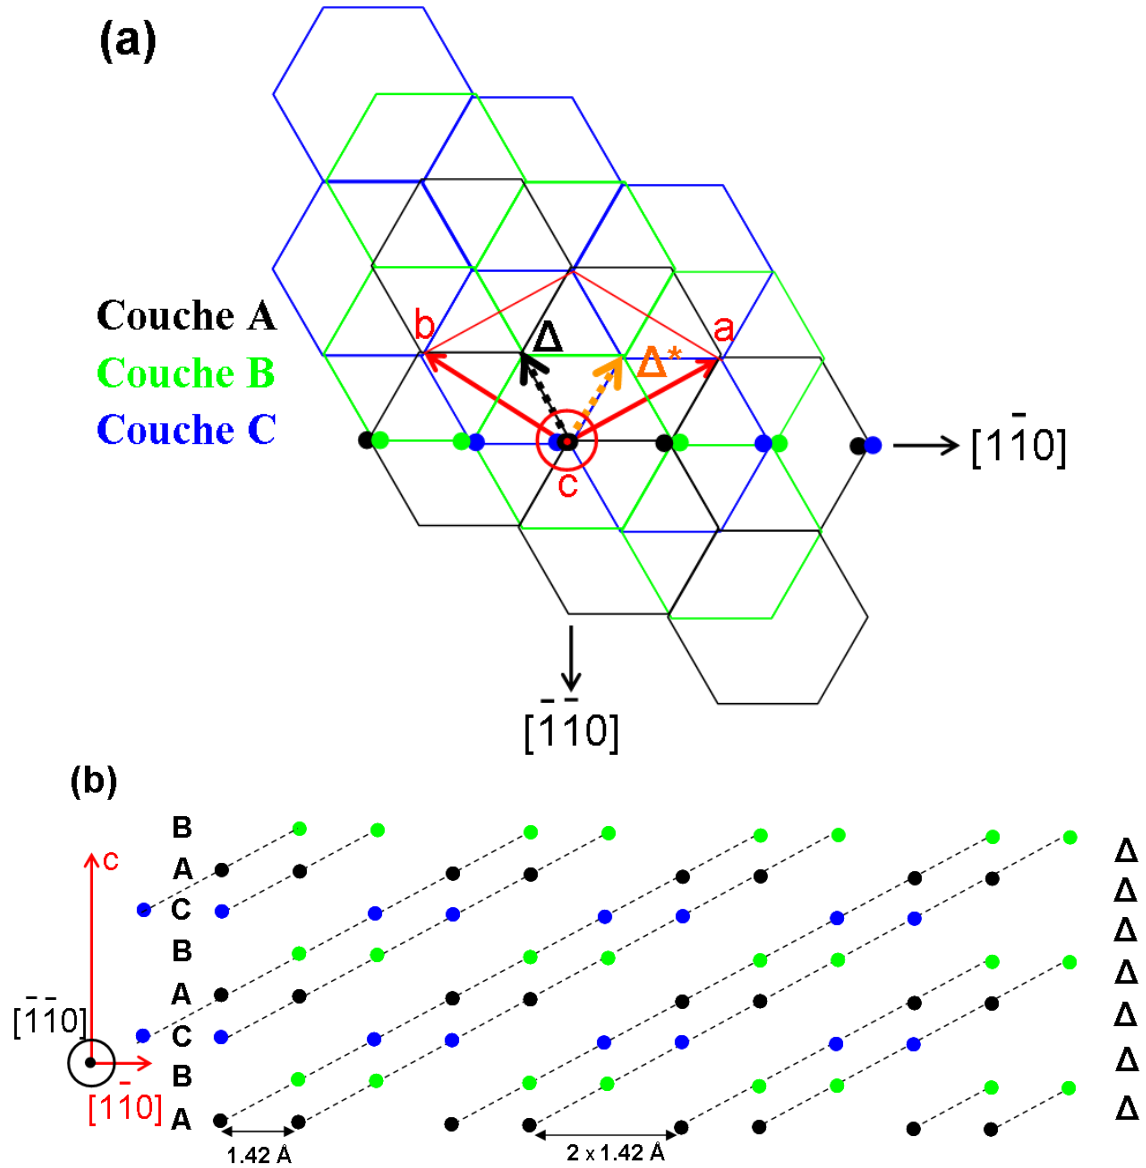 (a)
b
Δ
Δ*
a
Couche A
Couche B
Couche C
c
[11̄0]
[1̄1̄0]
(b)
c
B
A
C
B
A
C
B
A
Δ
Δ
Δ
Δ
Δ
Δ
Δ
[1̄1̄0]
[11̄0]
1.42 Å
2 x 1.42 Å